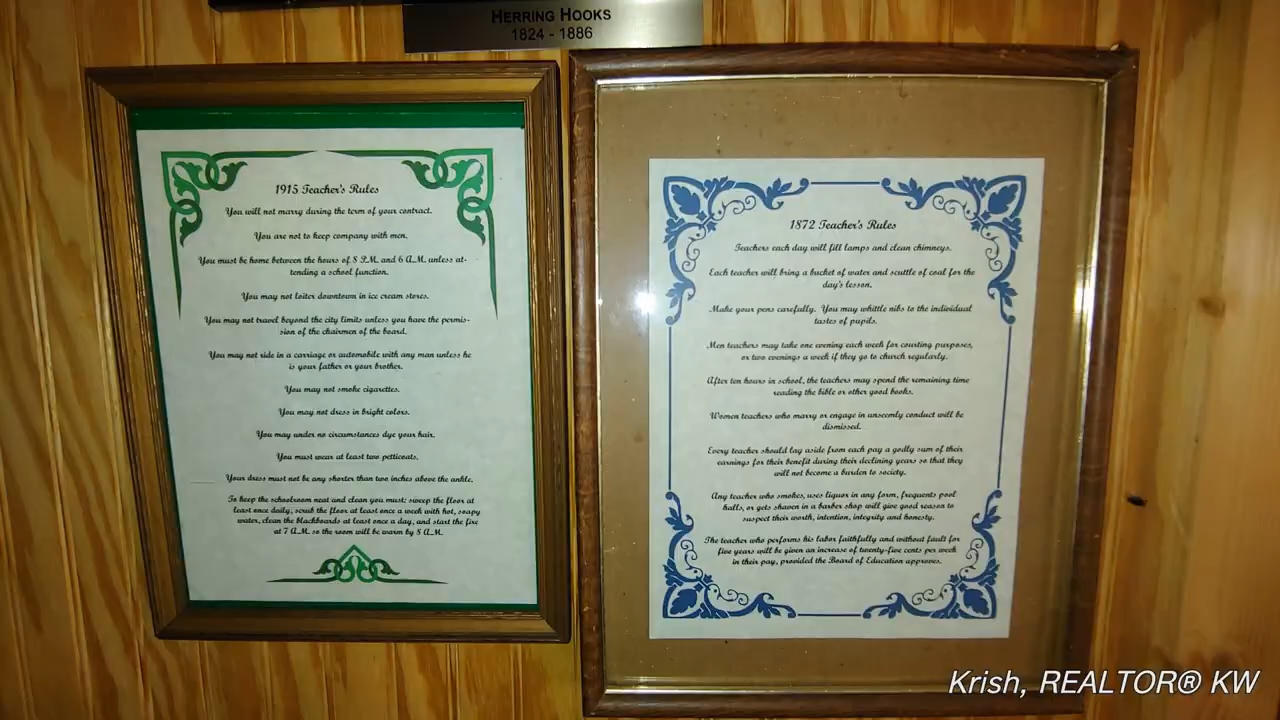 HERRING HOOKS
1824 - 1886
1915 Teacher's Rules
You will not marry during the term of your contract.
You are not to keep company with men.
You must be home between the hours of 8 P.M. and 6 A.M. unless at-
tending a school function.
You may not loiter downtown in ice cream stores.
You may not travel beyond the city limits unless you have the permis-
sion of the chairmen of the board.
You may not ride in a carriage or automobile with any man unless he
is your father or your brother.
You may not smoke cigarettes.
You may not dress in bright colors.
You may under no circumstances dye your hair.
You must wear at least two petticoats.
Your dress must not be any shorter than two inches above the ankle.
To keep the schoolroom neat and clean you must: sweep the floor at
least once daily, scrub the floor at least once a week with hot, soapy
water, clean the blackboards at least once a day, and start the fire
at 7 A.M. so the room will be warm by 8 A.M.
1872 Teacher's Rules
Teachers each day will fill lamps and clean chimneys.
Each teacher will bring a bucket of water and scuttle of coal for the
day's lesson.
Make your pens carefully. You may whittle nibs to the individual
tastes of pupils.
Men teachers may take one evening each week for courting purposes,
or two evenings a week if they go to church regularly.
After ten hours in school, the teachers may spend the remaining time
reading the bible or other good books.
Women teachers who marry or engage in unseemly conduct will be
dismissed.
Every teacher should lay aside from each pay a godly sum of their
earnings for their benefit during their declining years so that they
will not become a burden to society.
Any teacher who smokes, uses liquor in any form, frequents pool
halls, or gets shaven in a barber shop will give good reason to
suspect their worth, intention, integrity and honesty.
The teacher who performs his labor faithfully and without fault for
five years will be given an increase of twenty-five cents per week
in their pay, provided the Board of Education approves.
Krish, REALTOR® KW